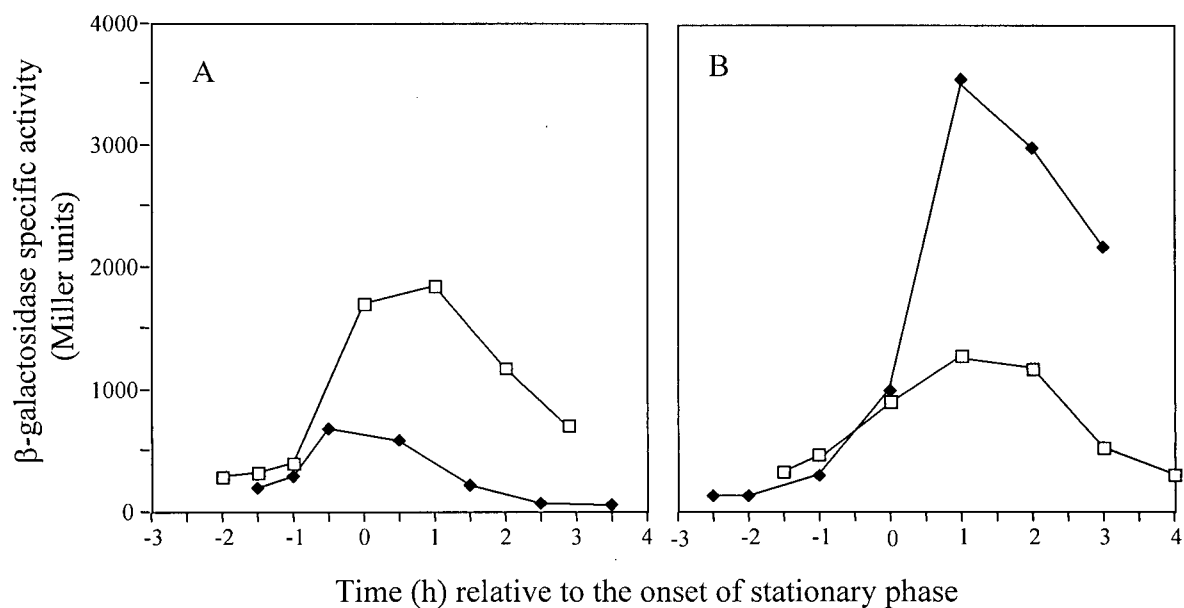 β-galactosidase specific activity
(Miller units)
4000
3000
2000
1000
0
A
B
-3 -2 -1 0 1 2 3 4
-3 -2 -1 0 1 2 3 4
Time (h) relative to the onset of stationary phase